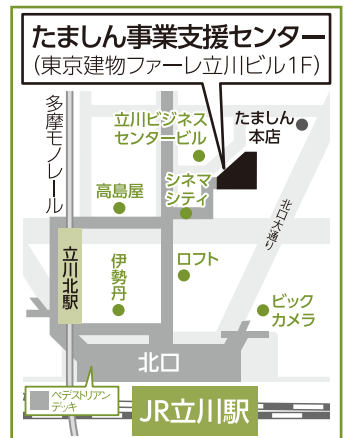 たましん事業支援センター
（東京建物ファーレ立川ビル1F）
多摩モノレール
立川ビジネス
センタービル
たましん
本店
シネマ
シティ
高島屋
北口大通り
立川北駅
伊勢丹
ロフト
ビック
カメラ
北口
ペデストリアン
デッキ
JR立川駅